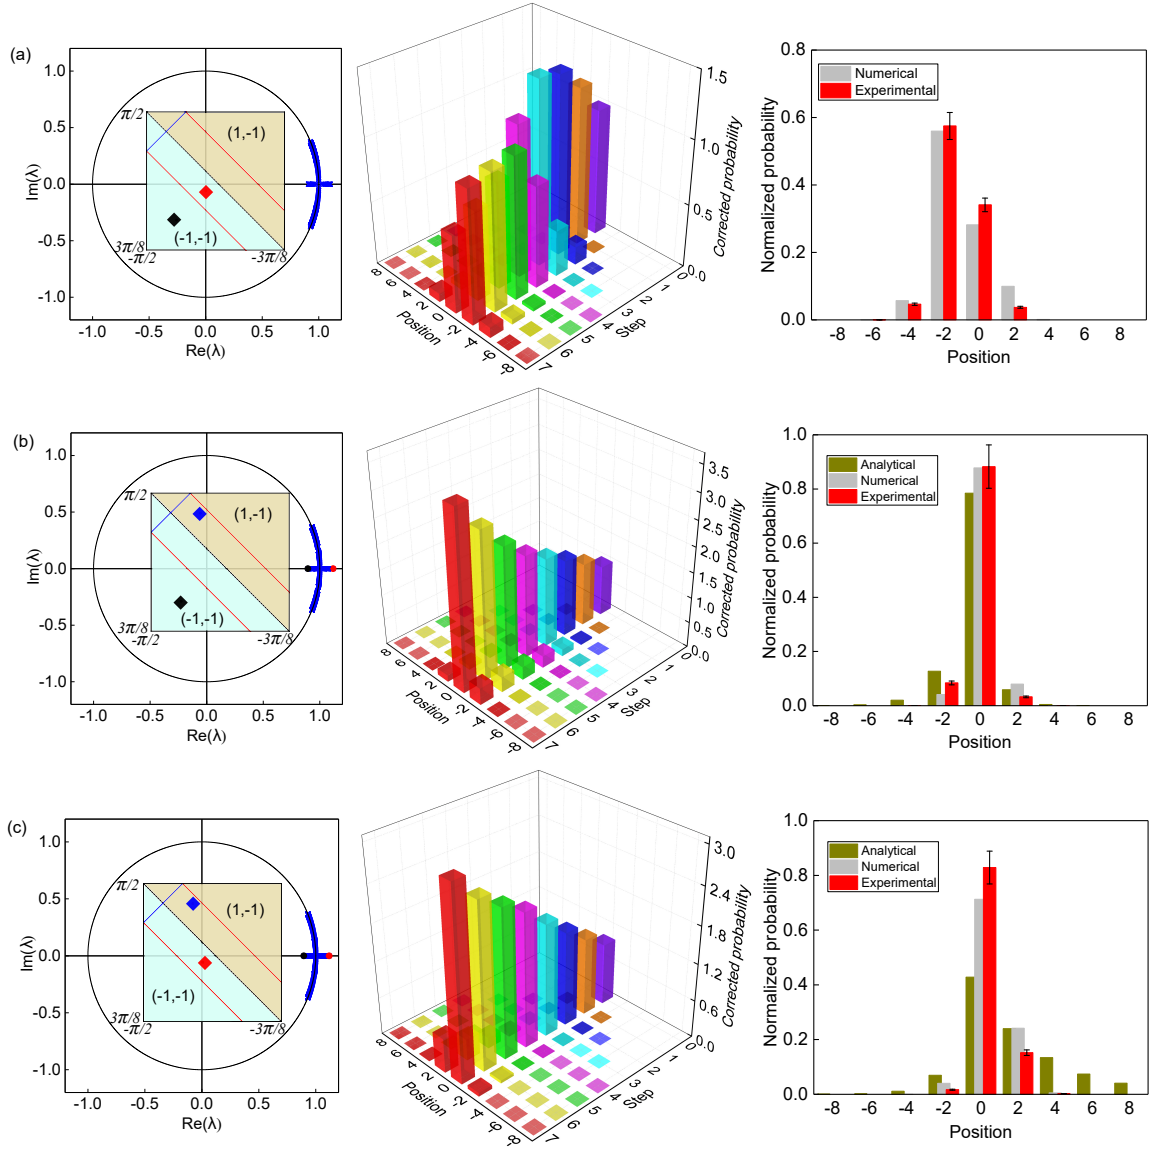 (a)
1.0
0.5
0.0
-0.5
-1.0
Im(λ)
-1.0 -0.5 0.0 0.5 1.0
Re(λ)
π/2
(1,-1)
(-1,-1)
3π/8
-π/2
-3π/8
1.5
1.0
0.5
0.0
Corrected probability
8 6 4 2 0 -2 -4 -6 -8
Position
0 1 2 3 4 5 6 7
Step
0.8
0.6
0.4
0.2
0.0
Normalized probability
Numerical
Experimental
-6 -4 -2 0 2 4 6 8
Position
(b)
1.0
0.5
0.0
-0.5
-1.0
Im(λ)
-1.0 -0.5 0.0 0.5 1.0
Re(λ)
π/2
(1,-1)
(-1,-1)
3π/8
-π/2
-3π/8
3.5
3.0
2.5
2.0
1.5
1.0
0.5
0.0
Corrected probability
8 6 4 2 0 -2 -4 -6 -8
Position
0 1 2 3 4 5 6 7
Step
1.0
0.8
0.6
0.4
0.2
0.0
Normalized probability
Analytical
Numerical
Experimental
-8 -6 -4 -2 0 2 4 6 8
Position
(c)
1.0
0.5
0.0
-0.5
-1.0
Im(λ)
-1.0 -0.5 0.0 0.5 1.0
Re(λ)
π/2
(1,-1)
(-1,-1)
3π/8
-π/2
-3π/8
3.0
2.4
1.8
1.2
0.6
0.0
Corrected probability
8 6 4 2 0 -2 -4 -6 -8
Position
0 1 2 3 4 5 6 7
Step
1.0
0.8
0.6
0.4
0.2
0.0
Normalized probability
Analytical
Numerical
Experimental
-6 -4 -2 0 2 4 6 8
Position